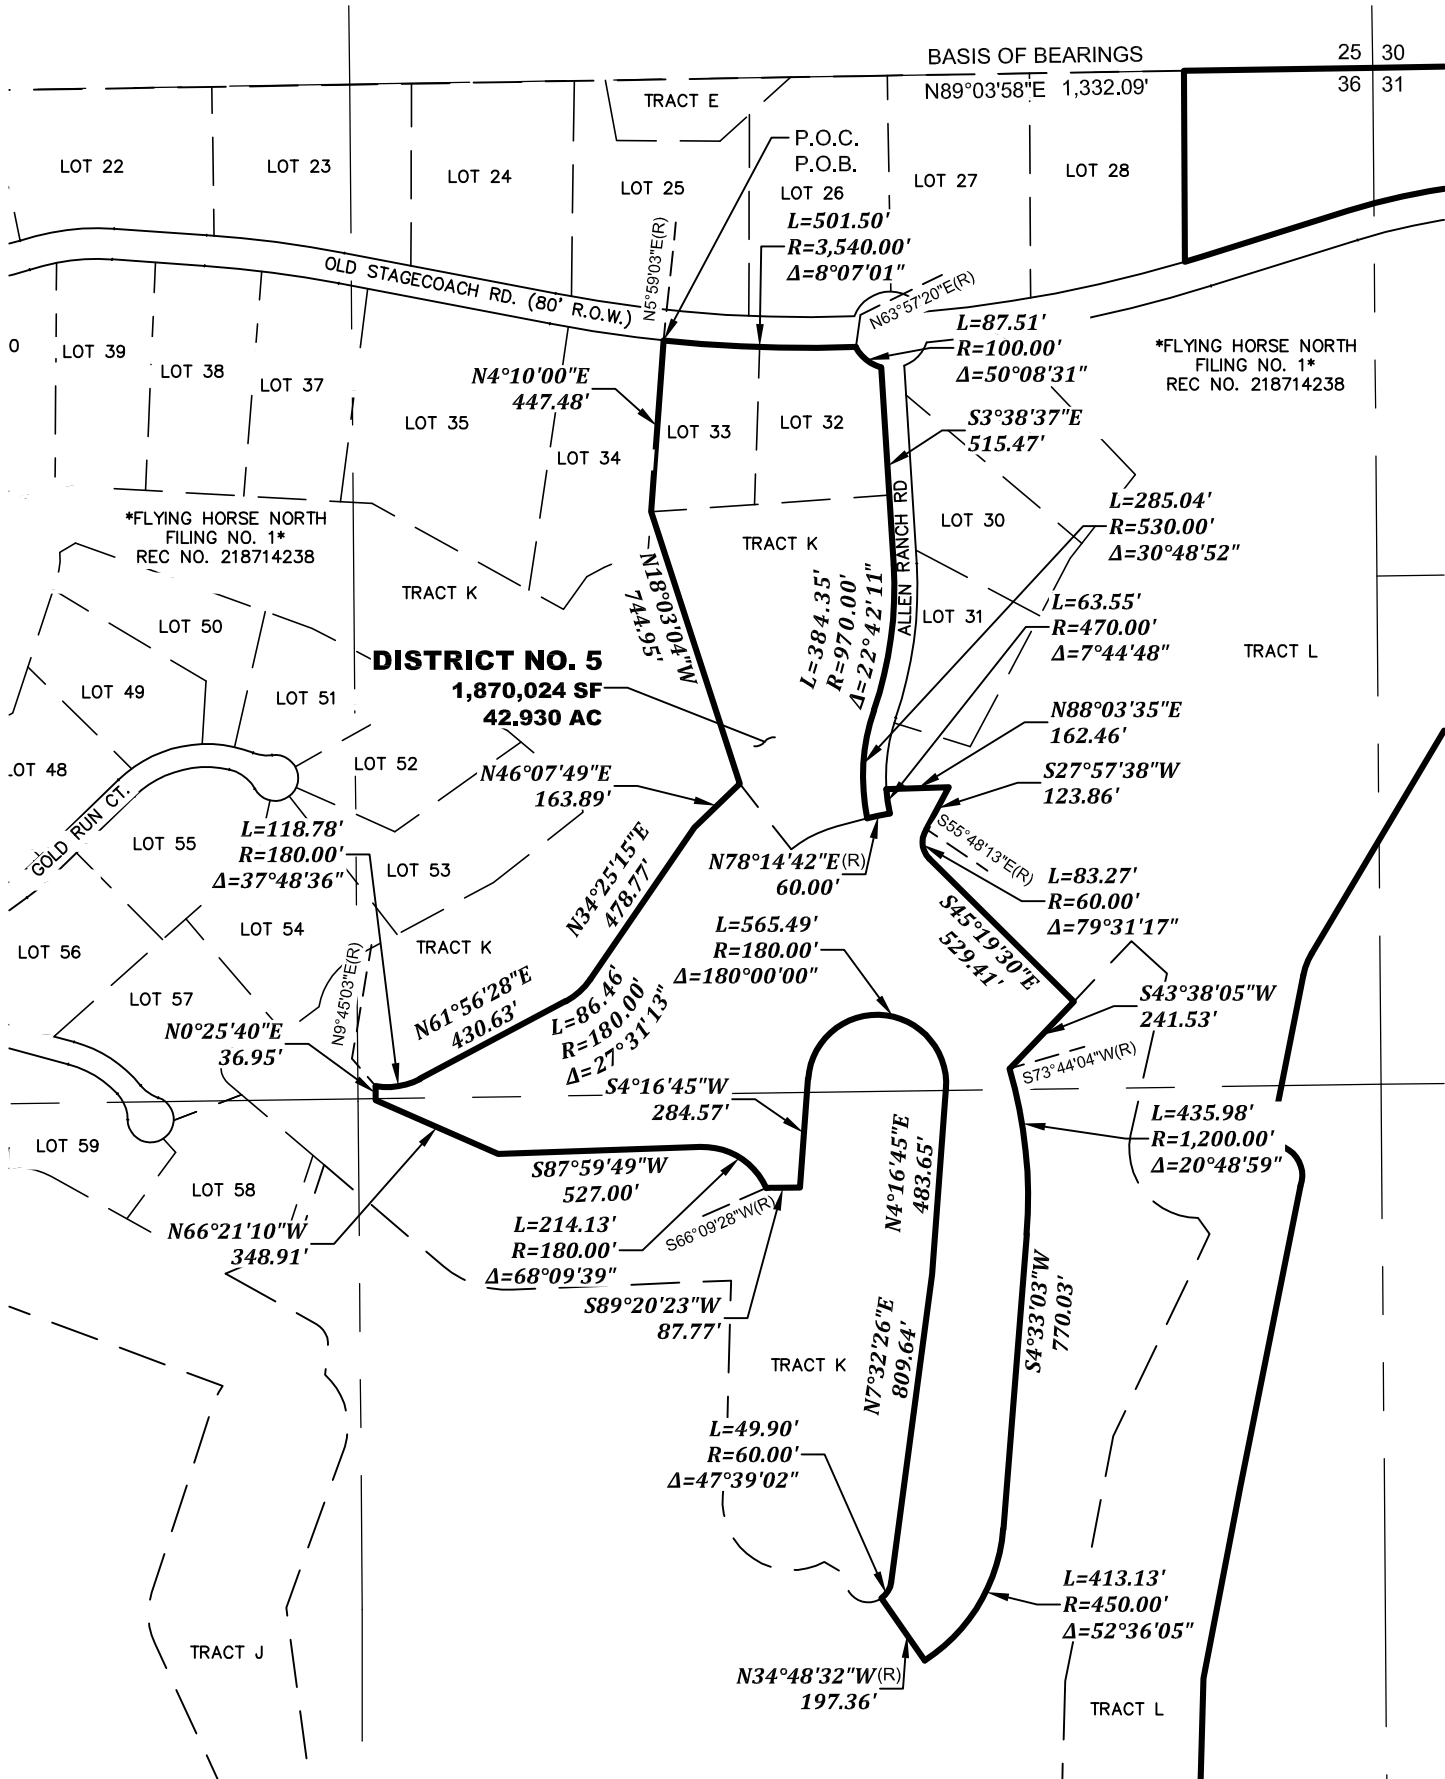 BASIS OF BEARINGS
N89°03'58"E 1,332.09'
25 30
36 31
TRACT E
P.O.C.
P.O.B.
LOT 22
LOT 23
LOT 24
LOT 25
LOT 26
LOT 27
LOT 28
L=501.50'
R=3,540.00'
Δ=8°07'01"
N5°59'03"E(R)
OLD STAGECOACH RD. (80' R.O.W.)
N63°57'20"E(R)
L=87.51'
R=100.00'
Δ=50°08'31"
*FLYING HORSE NORTH
FILING NO. 1*
REC NO. 218714238
0
LOT 39
LOT 38
LOT 37
LOT 35
LOT 34
N4°10'00"E
447.48'
LOT 33
LOT 32
S3°38'37"E
515.47'
ALLEN RANCH RD
LOT 30
L=285.04'
R=530.00'
Δ=30°48'52"
*FLYING HORSE NORTH
FILING NO. 1*
REC NO. 218714238
TRACT K
TRACT K
N18°03'04"W
744.95'
L=384.35'
R=970.00'
Δ=22°42'11"
LOT 31
L=63.55'
R=470.00'
Δ=7°44'48"
TRACT L
LOT 50
LOT 49
LOT 51
DISTRICT NO. 5
1,870,024 SF
42.930 AC
N88°03'35"E
162.46'
LOT 48
LOT 52
N46°07'49"E
163.89'
S27°57'38"W
123.86'
GOLD RUN CT.
LOT 55
L=118.78'
R=180.00'
Δ=37°48'36"
LOT 53
N34°25'15"E
478.77'
N78°14'42"E(R)
60.00'
S55°48'13"E(R)
L=83.27'
R=60.00'
Δ=79°31'17"
LOT 54
LOT 56
TRACT K
L=565.49'
R=180.00'
Δ=180°00'00"
S45°19'30"E
529.41'
LOT 57
N9°45'03"E(R)
N61°56'28"E
430.63'
L=86.46'
R=180.00'
Δ=27°31'13"
S43°38'05"W
241.53'
N0°25'40"E
36.95'
S73°44'04"W(R)
S4°16'45"W
284.57'
L=435.98'
R=1,200.00'
Δ=20°48'59"
LOT 59
LOT 58
S87°59'49"W
527.00'
N4°16'45"E
483.65'
N66°21'10"W
348.91'
L=214.13'
R=180.00'
Δ=68°09'39"
S66°09'28"W(R)
S89°20'23"W
87.77'
S4°33'03"W
770.03'
N7°32'26"E
809.64'
TRACT K
L=49.90'
R=60.00'
Δ=47°39'02"
L=413.13'
R=450.00'
Δ=52°36'05"
TRACT J
N34°48'32"W(R)
197.36'
TRACT L